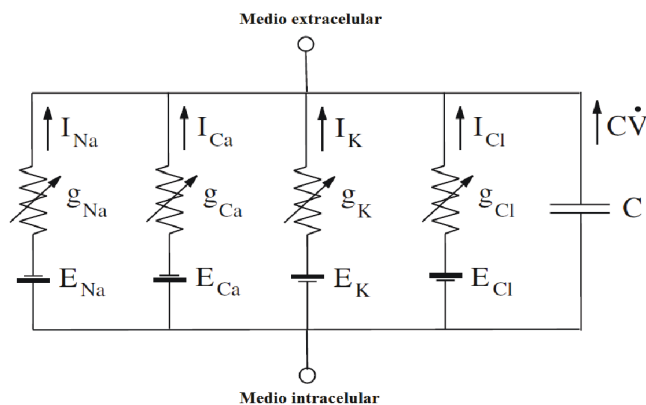 Medio extracelular
I_Na I_Ca I_K I_Cl CV̇
g_Na g_Ca g_K g_Cl C
E_Na E_Ca E_K E_Cl
Medio intracelular